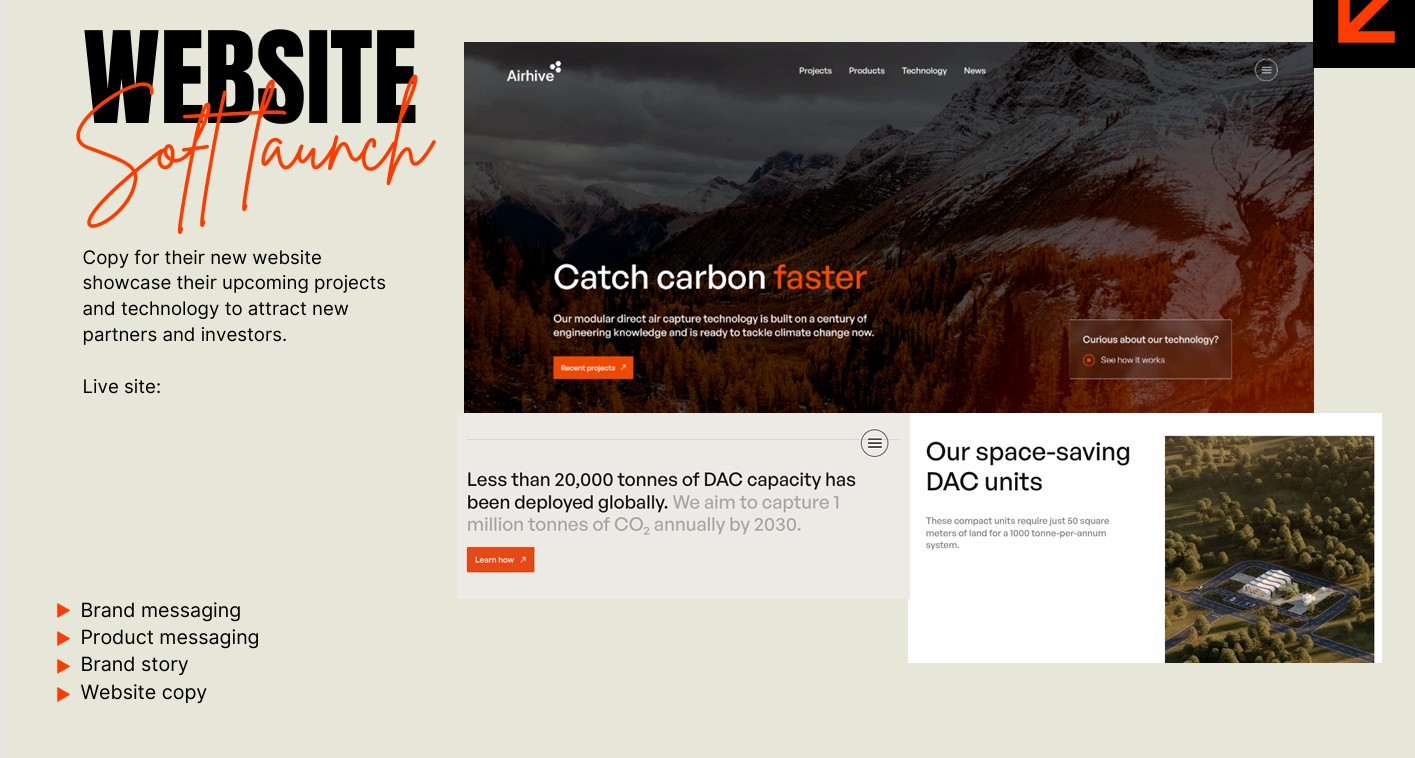 WEBSITE
Soft launch
Copy for their new website
showcase their upcoming projects
and technology to attract new
partners and investors.
Live site:
Brand messaging
Product messaging
Brand story
Website copy
Airhive
Projects Products Technology News
Catch carbon faster
Our modular direct air capture technology is built on a century of
engineering knowledge and is ready to tackle climate change now.
Recent projects
Curious about our technology?
See how it works
Less than 20,000 tonnes of DAC capacity has
been deployed globally. We aim to capture 1
million tonnes of CO₂ annually by 2030.
Learn how
Our space-saving
DAC units
These compact units require just 50 square
meters of land for a 1000 tonne-per-annum
system.